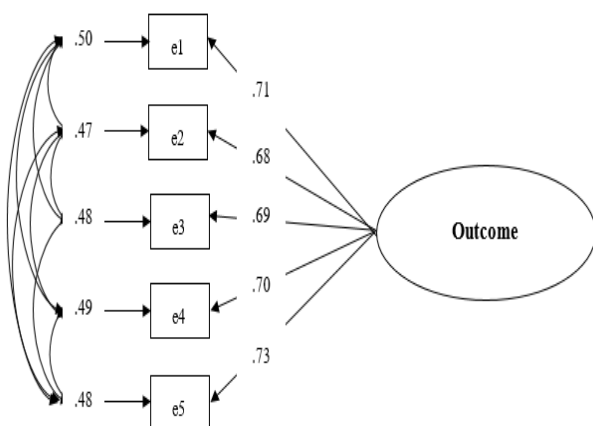 .50 e1
.71
.47 e2
.68
.48 e3
.69
Outcome
.49 e4
.70
.73
.48 e5